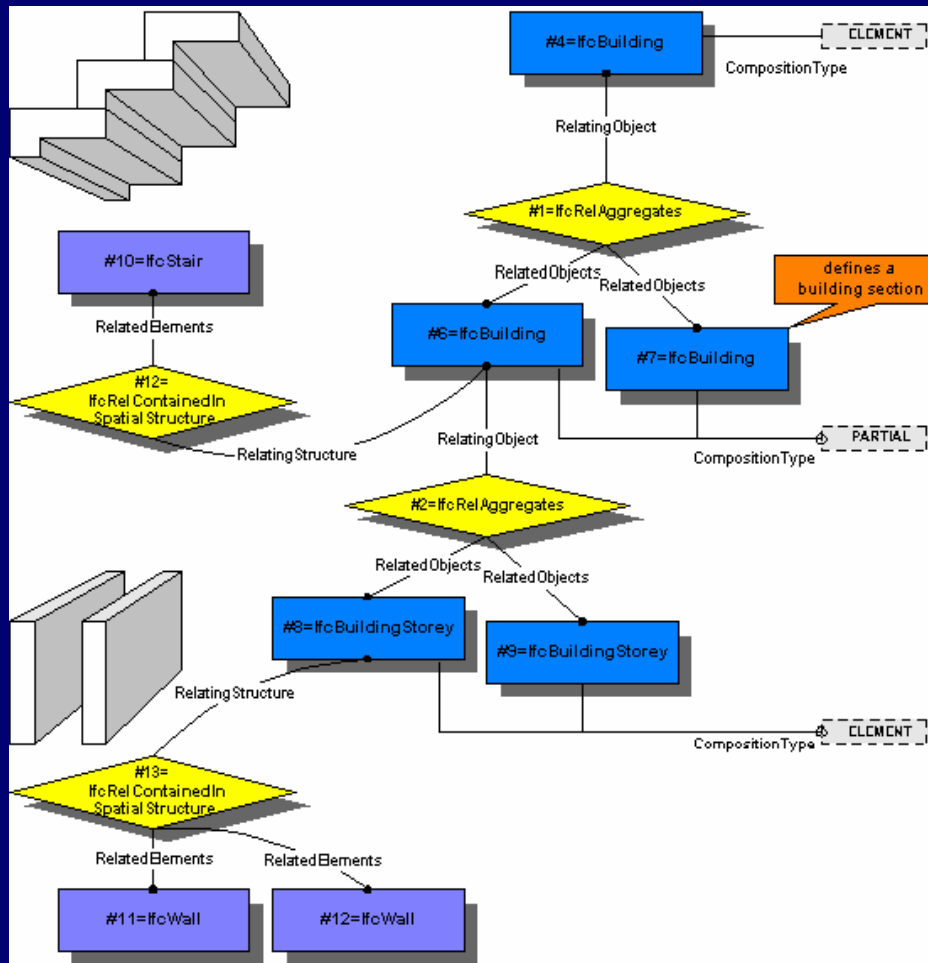 #4=IfcBuilding
ELEMENT
CompositionType
RelatingObject
#1=IfcRelAggregates
#10=IfcStair
RelatedObjects
RelatedObjects
defines a
building section
RelatedElements
#6=IfcBuilding
#7=IfcBuilding
#12=
IfcRelContainedIn
SpatialStructure
RelatingStructure
RelatingObject
PARTIAL
CompositionType
#2=IfcRelAggregates
RelatedObjects
RelatedObjects
#8=IfcBuildingStorey
#9=IfcBuildingStorey
RelatingStructure
ELEMENT
CompositionType
#13=
IfcRelContainedIn
SpatialStructure
RelatedElements
RelatedElements
#11=IfcWall
#12=IfcWall